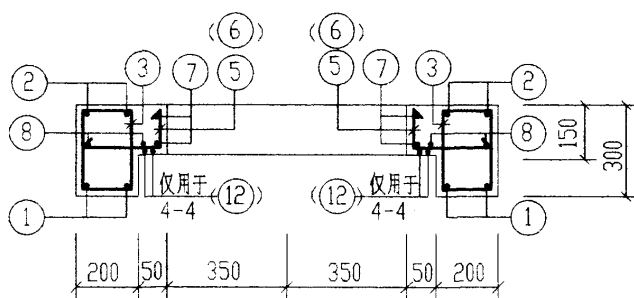 (⑥) (⑥)
② ③ ⑦ ⑤ ⑤ ⑦ ③ ②
⑧ ⑧
150
300
仅用于 (⑫) (⑫) 仅用于
4-4 4-4
① ①
200 50 350 350 50 200